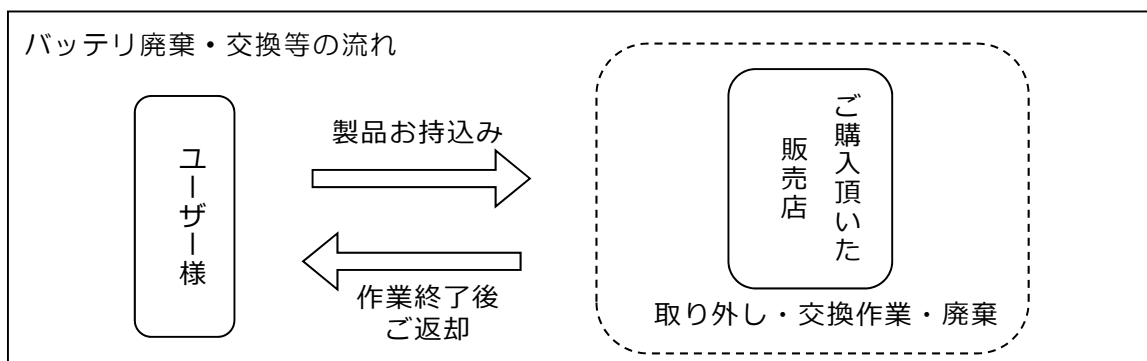 バッテリ廃棄・交換等の流れ
ユーザー様
製品お持込み
作業終了後
ご返却
ご購入頂いた
販売店
取り外し・交換作業・廃棄